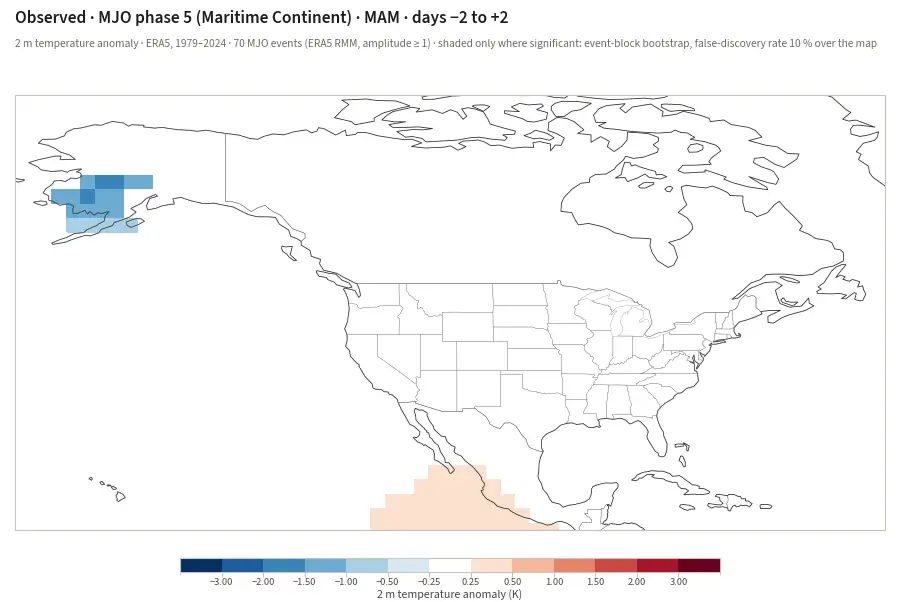 Observed · MJO phase 5 (Maritime Continent) · MAM · days −2 to +2
2 m temperature anomaly · ERA5, 1979–2024 · 70 MJO events (ERA5 RMM, amplitude ≥ 1) · shaded only where significant: event-block bootstrap, false-discovery rate 10 % over the map
−3.00 −2.00 −1.50 −1.00 −0.50 −0.25 0.25 0.50 1.00 1.50 2.00 3.00
2 m temperature anomaly (K)